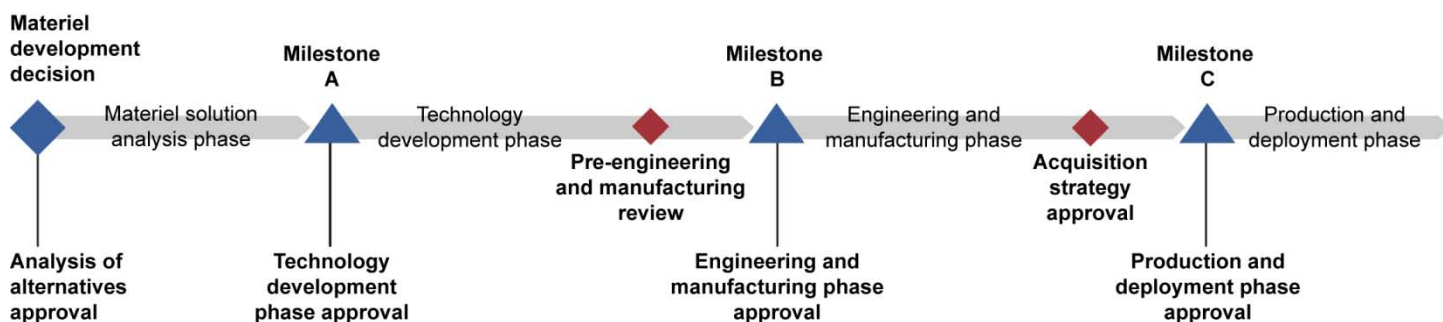 Materiel
development
decision
Milestone
A
Milestone
B
Milestone
C
Materiel solution
analysis phase
Technology
development phase
Engineering and
manufacturing phase
Production and
deployment phase
Pre-engineering
and manufacturing
review
Acquisition
strategy
approval
Analysis of
alternatives
approval
Technology
development
phase approval
Engineering and
manufacturing phase
approval
Production and
deployment phase
approval